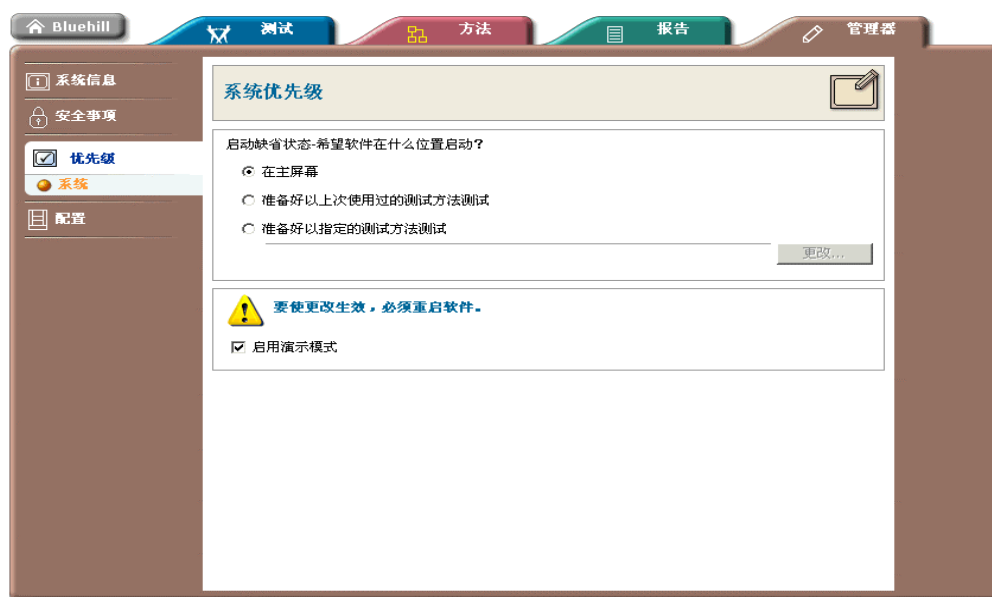 Bluehill
测试
方法
报告
管理器
系统信息
安全事项
优先级
系统
配置
系统优先级
启动缺省状态-希望软件在什么位置启动?
在主屏幕
准备好以上次使用过的测试方法测试
准备好以指定的测试方法测试
更改...
要使更改生效，必须重启软件。
启用演示模式